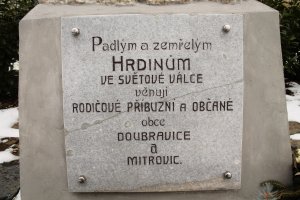 Padlým a zemřelým
HRDINŮM
VE SVĚTOVÉ VÁLCE
věnují
RODIČOVÉ PŘÍBUZNÍ A OBČANÉ
obce
DOUBRAVICE
a
MITROVIC.